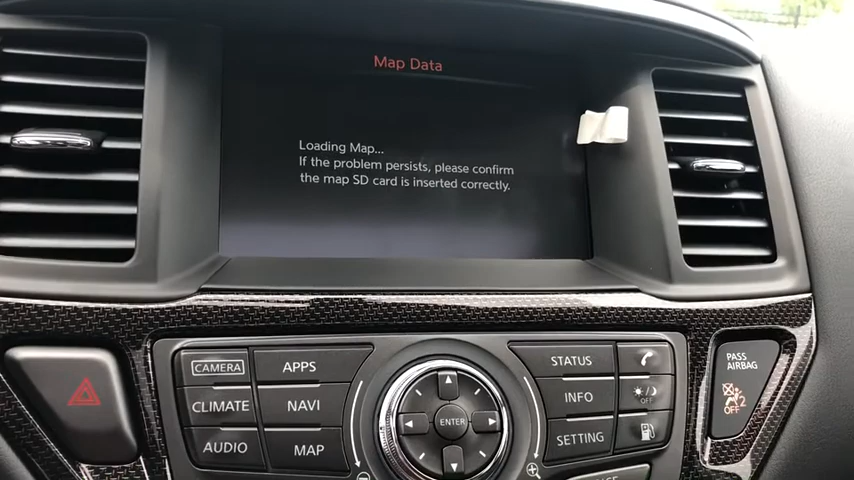 Map Data
Loading Map...
If the problem persists, please confirm
the map SD card is inserted correctly.
CAMERA
APPS
CLIMATE
NAVI
AUDIO
MAP
ENTER
STATUS
INFO
OFF
SETTING
PASS
AIRBAG
2
OFF